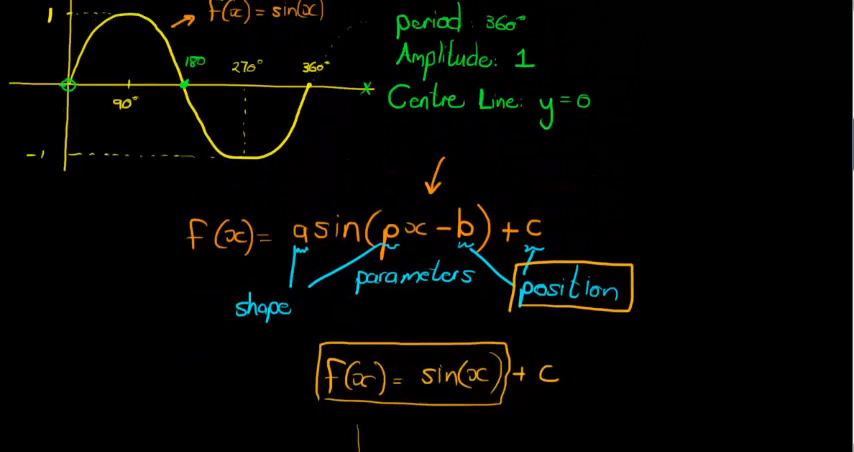 f(x) = sin(x)
1
period : 360°
Amplitude: 1
180
270°
360°
90°
Centre Line: y=0
-1
f(x) = a sin(px - b) + c
parameters
position
shape
f(x) = sin(x) + c